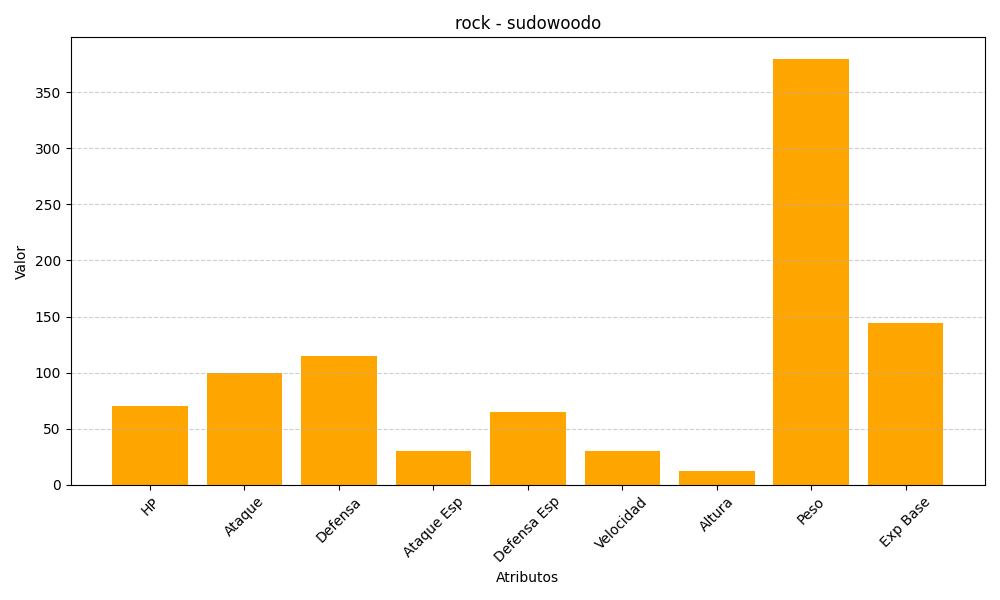 rock - sudowoodo
Valor
350
300
250
200
150
100
50
0
HP
Ataque
Defensa
Ataque Esp
Defensa Esp
Velocidad
Altura
Peso
Exp Base
Atributos